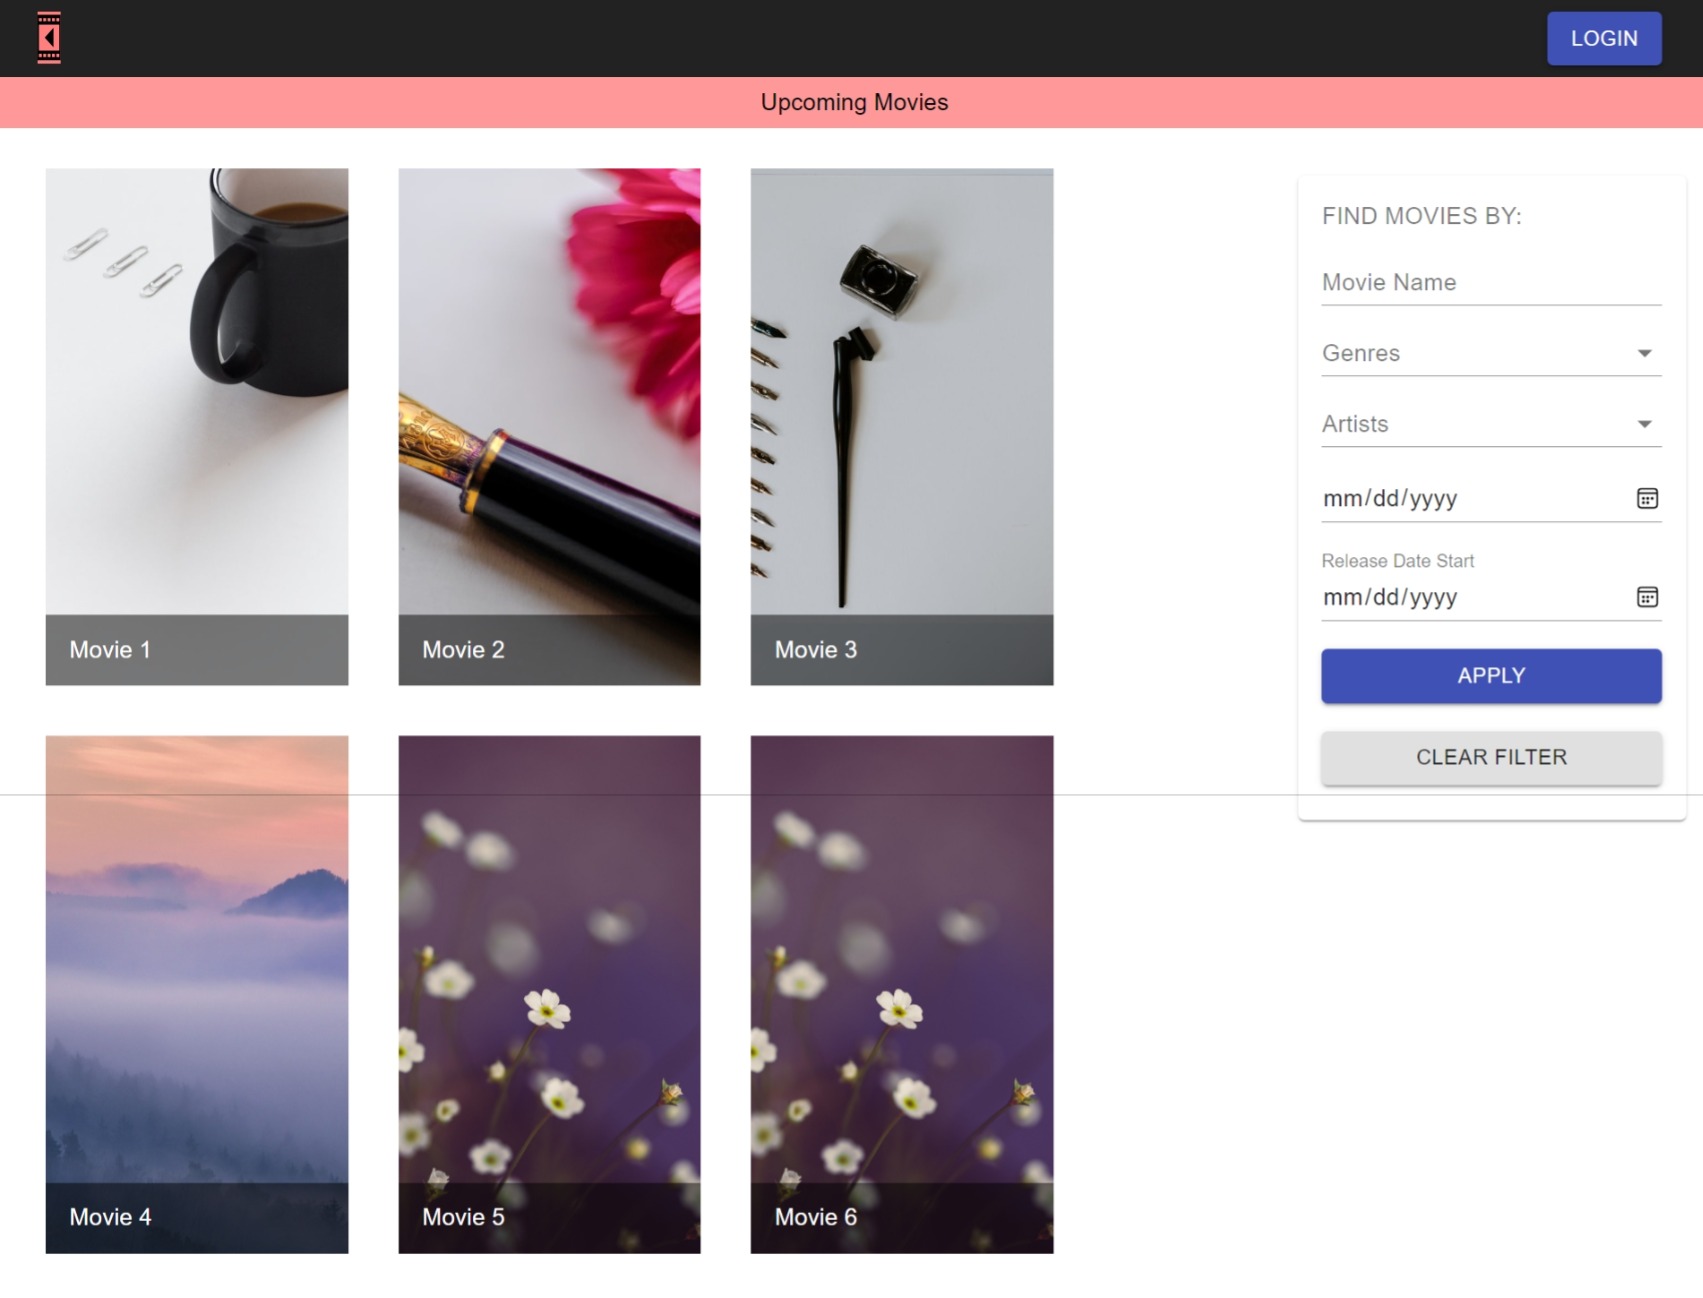 LOGIN
Upcoming Movies
Movie 1
Movie 2
Movie 3
Movie 4
Movie 5
Movie 6
FIND MOVIES BY:
Movie Name
Genres
Artists
mm/dd/yyyy
Release Date Start
mm/dd/yyyy
APPLY
CLEAR FILTER